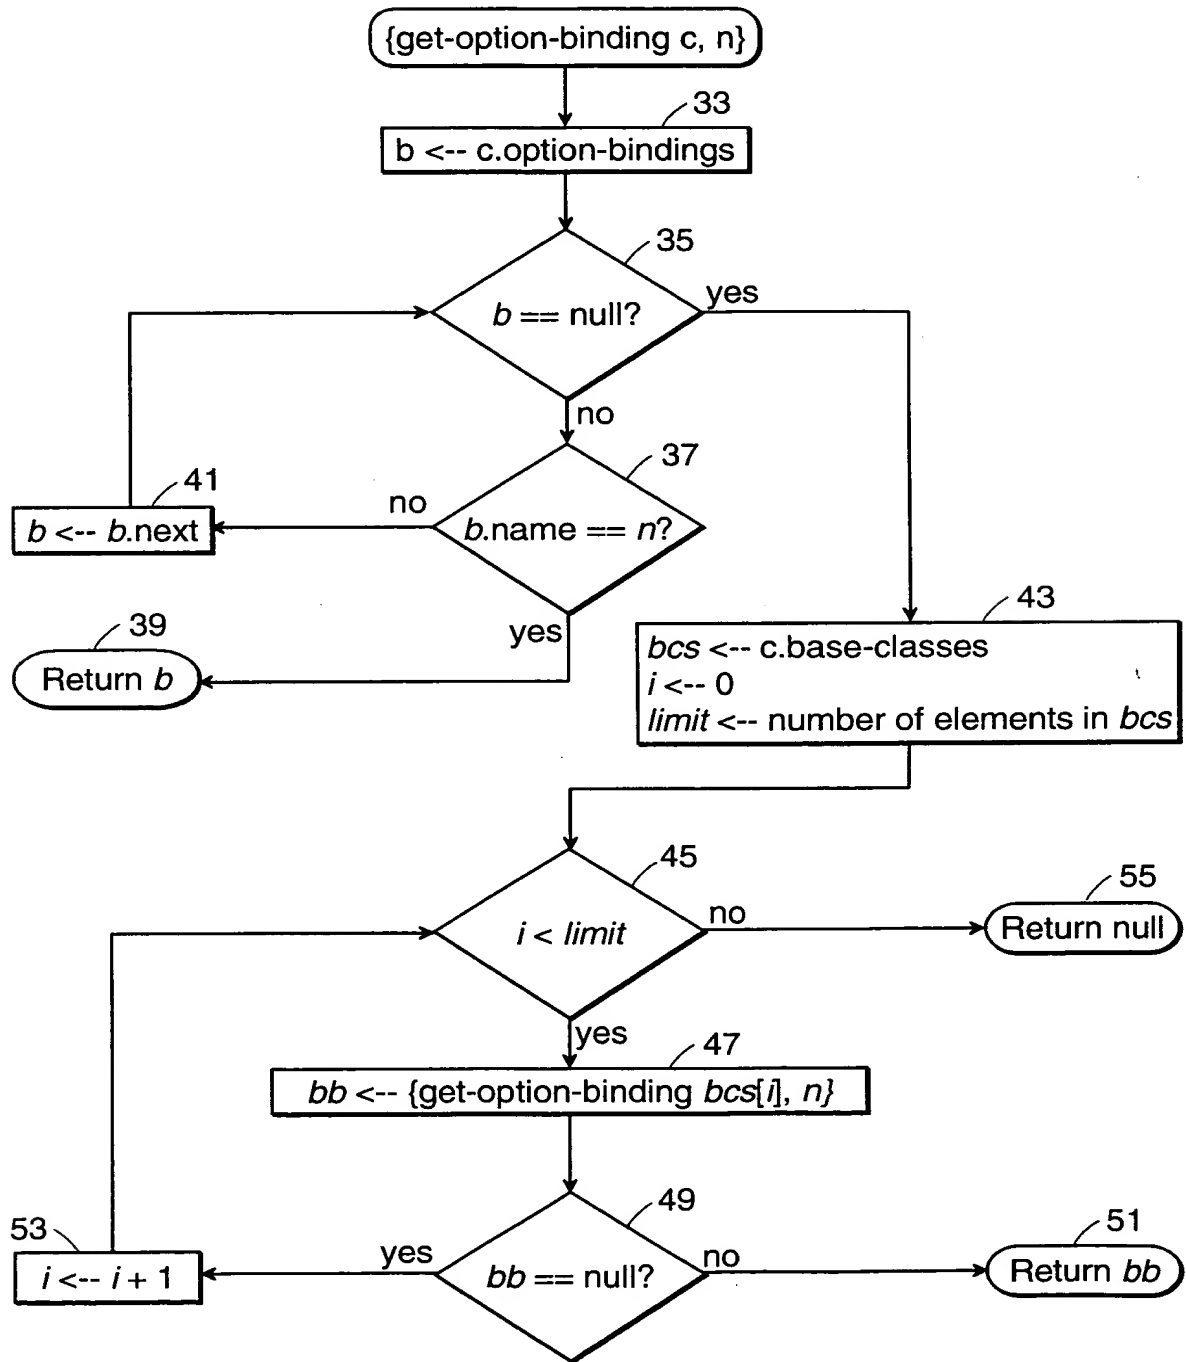 {get-option-binding c, n}
33
b <-- c.option-bindings
35
b == null?
yes
no
37
b.name == n?
no
41
b <-- b.next
yes
39
Return b
43
bcs <-- c.base-classes
i <-- 0
limit <-- number of elements in bcs
45
i < limit
no
55
Return null
yes
47
bb <-- {get-option-binding bcs[i], n}
49
bb == null?
yes
53
i <-- i + 1
no
51
Return bb